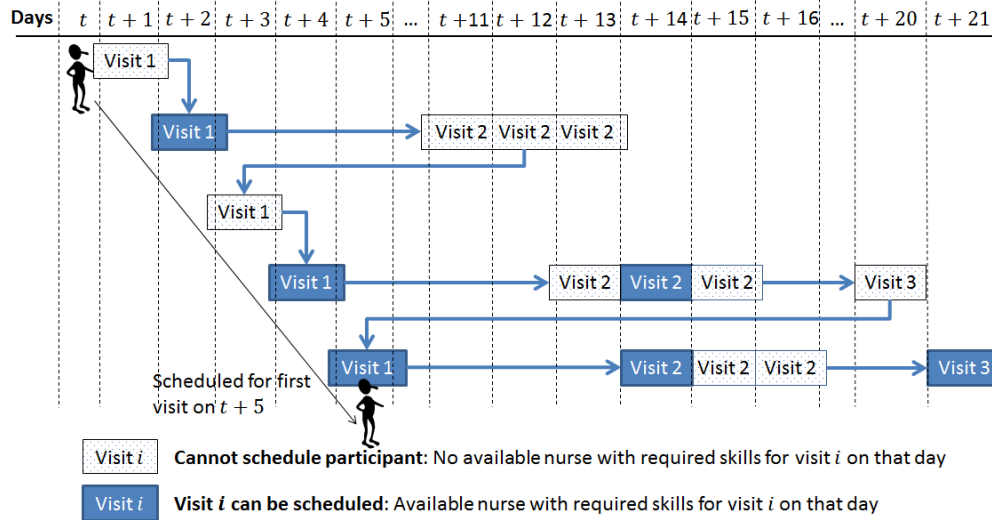 Days t t + 1 t + 2 t + 3 t + 4 t + 5 ... t +11 t + 12 t + 13 t + 14 t + 15 t + 16 ... t + 20 t + 21
Visit 1
Visit 1 Visit 2 Visit 2 Visit 2
Visit 1
Visit 1 Visit 2 Visit 2 Visit 2 Visit 3
Visit 1 Visit 2 Visit 2 Visit 2 Visit 3
Scheduled for first
visit on t + 5
Visit i Cannot schedule participant: No available nurse with required skills for visit i on that day
Visit i Visit i can be scheduled: Available nurse with required skills for visit i on that day